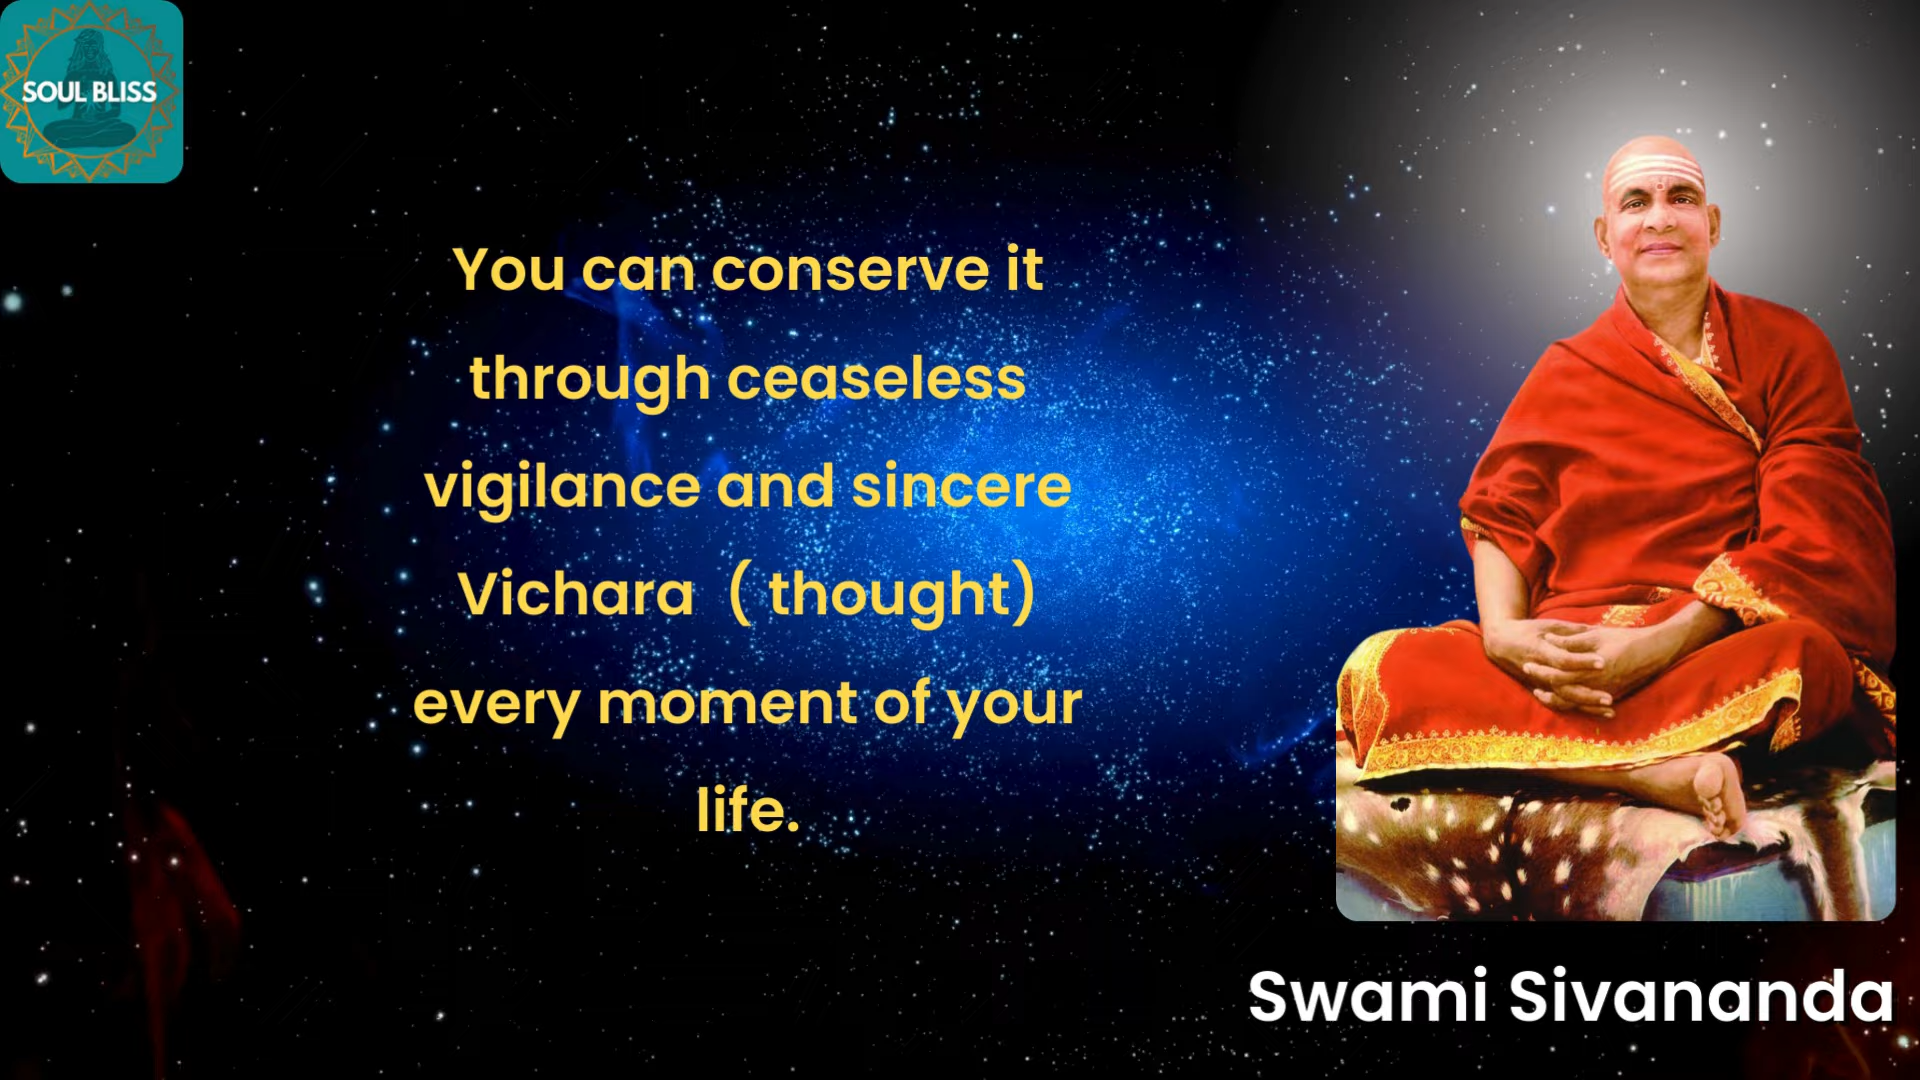 SOUL BLISS
You can conserve it
through ceaseless
vigilance and sincere
Vichara  ( thought)
every moment of your
life.
Swami Sivananda